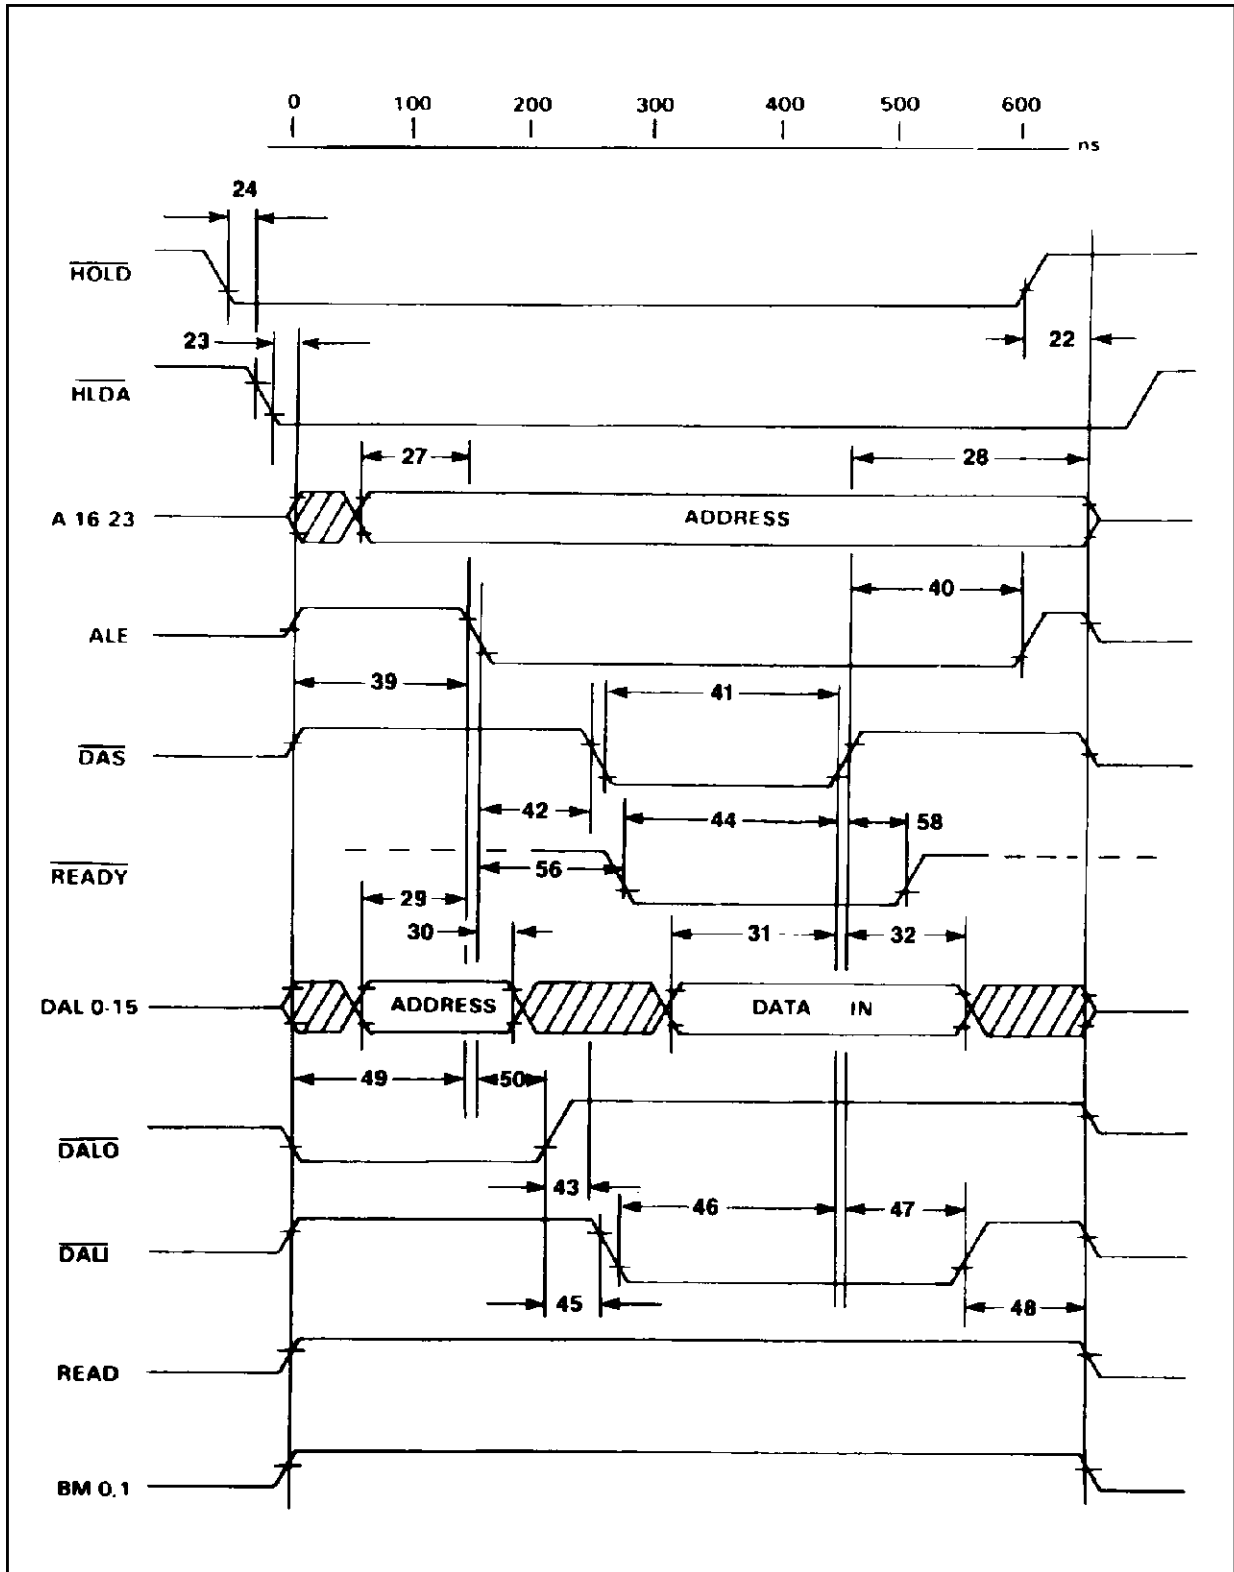 0 100 200 300 400 500 600
ns
24
HOLD
23 22
HLDA
27 28
A 16 23 ADDRESS
40
ALE
39 41
DAS
42 44 58
READY 56
29
30 31 32
DAL 0-15 ADDRESS DATA IN
49 50
DALO
43 46 47
DALI
45 48
READ
BM 0.1